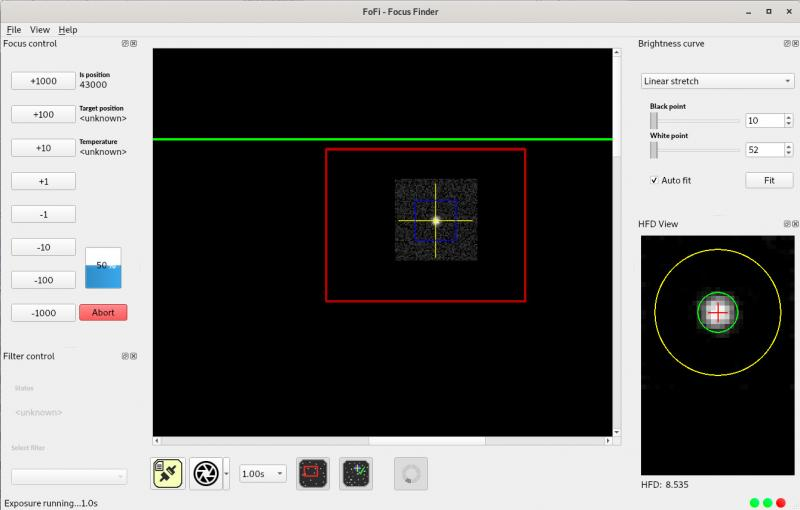 FoFi - Focus Finder
File View Help
Focus control
+1000
Is position
43000
+100
Target position
<unknown>
+10
Temperature
<unknown>
+1
-1
-10
-100
50%
-1000
Abort
Filter control
Status
<unknown>
Select filter
1.00s
Exposure running...1.0s
Brightness curve
Linear stretch
Black point
10
White point
52
Auto fit
Fit
HFD View
HFD: 8.535